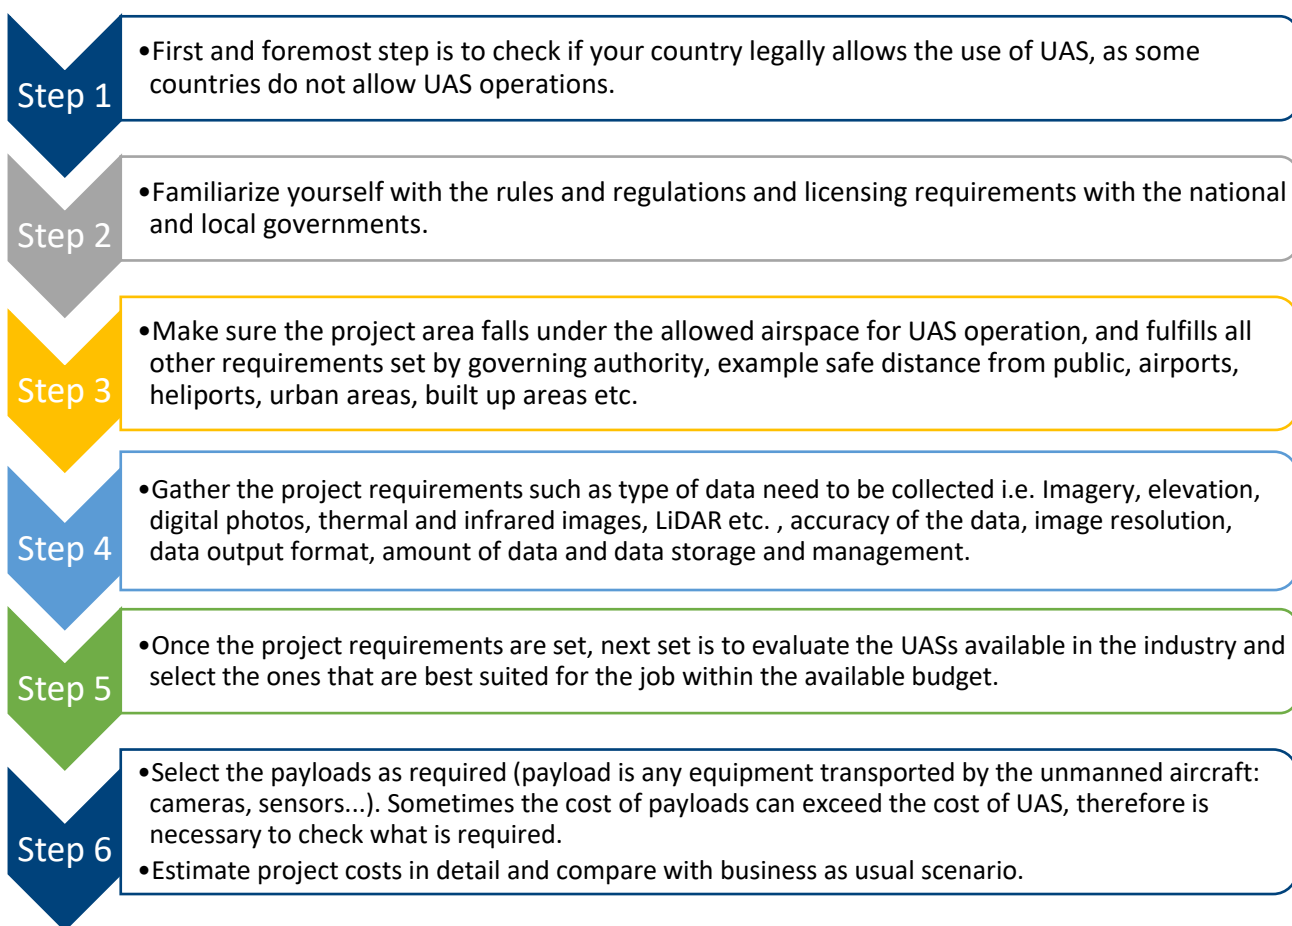 Step 1
•First and foremost step is to check if your country legally allows the use of UAS, as some
countries do not allow UAS operations.
Step 2
•Familiarize yourself with the rules and regulations and licensing requirements with the national
and local governments.
Step 3
•Make sure the project area falls under the allowed airspace for UAS operation, and fulfills all
other requirements set by governing authority, example safe distance from public, airports,
heliports, urban areas, built up areas etc.
Step 4
•Gather the project requirements such as type of data need to be collected i.e. Imagery, elevation,
digital photos, thermal and infrared images, LiDAR etc. , accuracy of the data, image resolution,
data output format, amount of data and data storage and management.
Step 5
•Once the project requirements are set, next set is to evaluate the UASs available in the industry and
select the ones that are best suited for the job within the available budget.
Step 6
•Select the payloads as required (payload is any equipment transported by the unmanned aircraft:
cameras, sensors...). Sometimes the cost of payloads can exceed the cost of UAS, therefore is
necessary to check what is required.
•Estimate project costs in detail and compare with business as usual scenario.